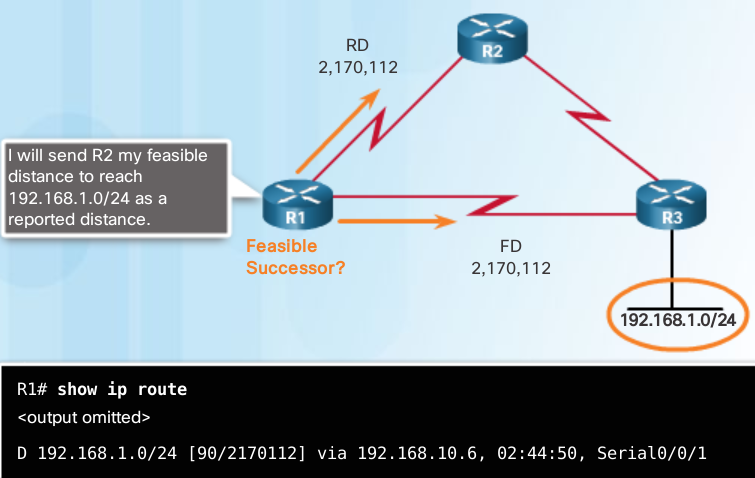 RD
2,170,112
R2
I will send R2 my feasible
distance to reach
192.168.1.0/24 as a
reported distance.
R1
R3
Feasible
Successor?
FD
2,170,112
192.168.1.0/24
R1# show ip route
<output omitted>
D 192.168.1.0/24 [90/2170112] via 192.168.10.6, 02:44:50, Serial0/0/1